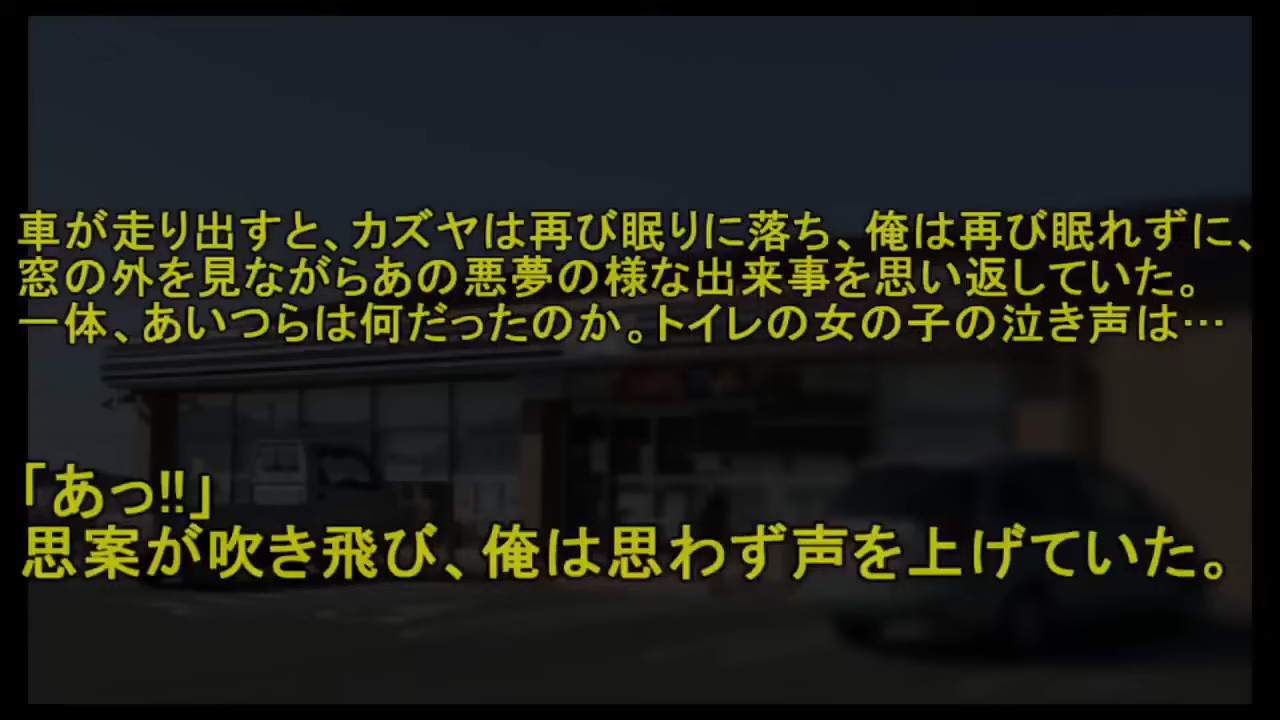 車が走り出すと、カズヤは再び眠りに落ち、俺は再び眠れずに、
窓の外を見ながらあの悪夢の様な出来事を思い返していた。
一体、あいつらは何だったのか。トイレの女の子の泣き声は…
「あっ!!」
思案が吹き飛び、俺は思わず声を上げていた。